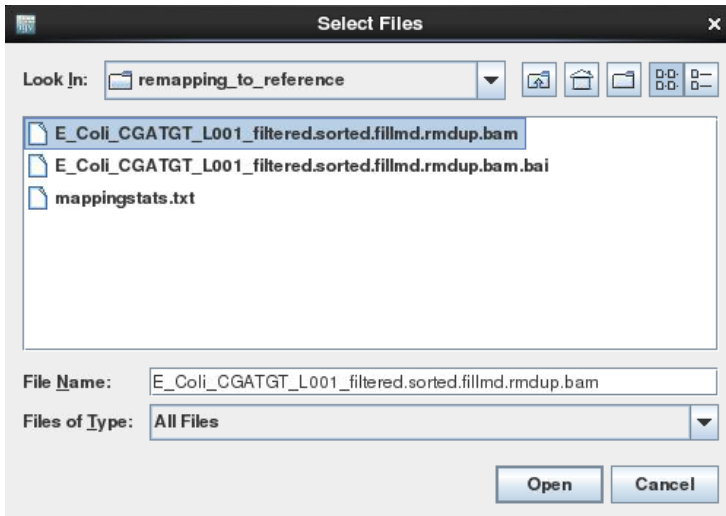 Select Files
Look In: remapping_to_reference
E_Coli_CGATGT_L001_filtered.sorted.fillmd.rmdup.bam
E_Coli_CGATGT_L001_filtered.sorted.fillmd.rmdup.bam.bai
mappingstats.txt
File Name: E_Coli_CGATGT_L001_filtered.sorted.fillmd.rmdup.bam
Files of Type: All Files
Open Cancel